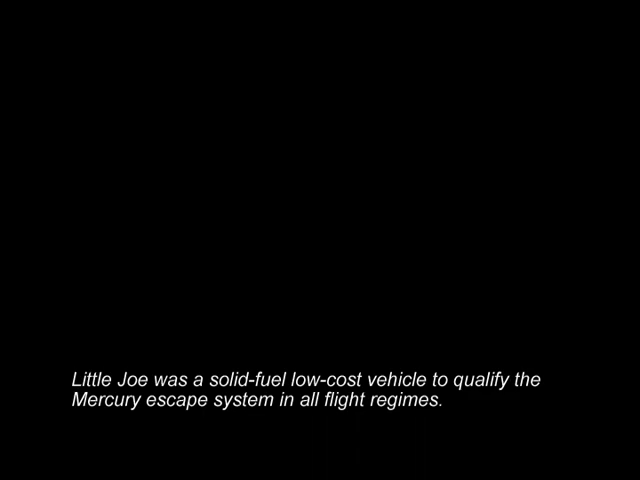 Little Joe was a solid-fuel low-cost vehicle to qualify the
Mercury escape system in all flight regimes.